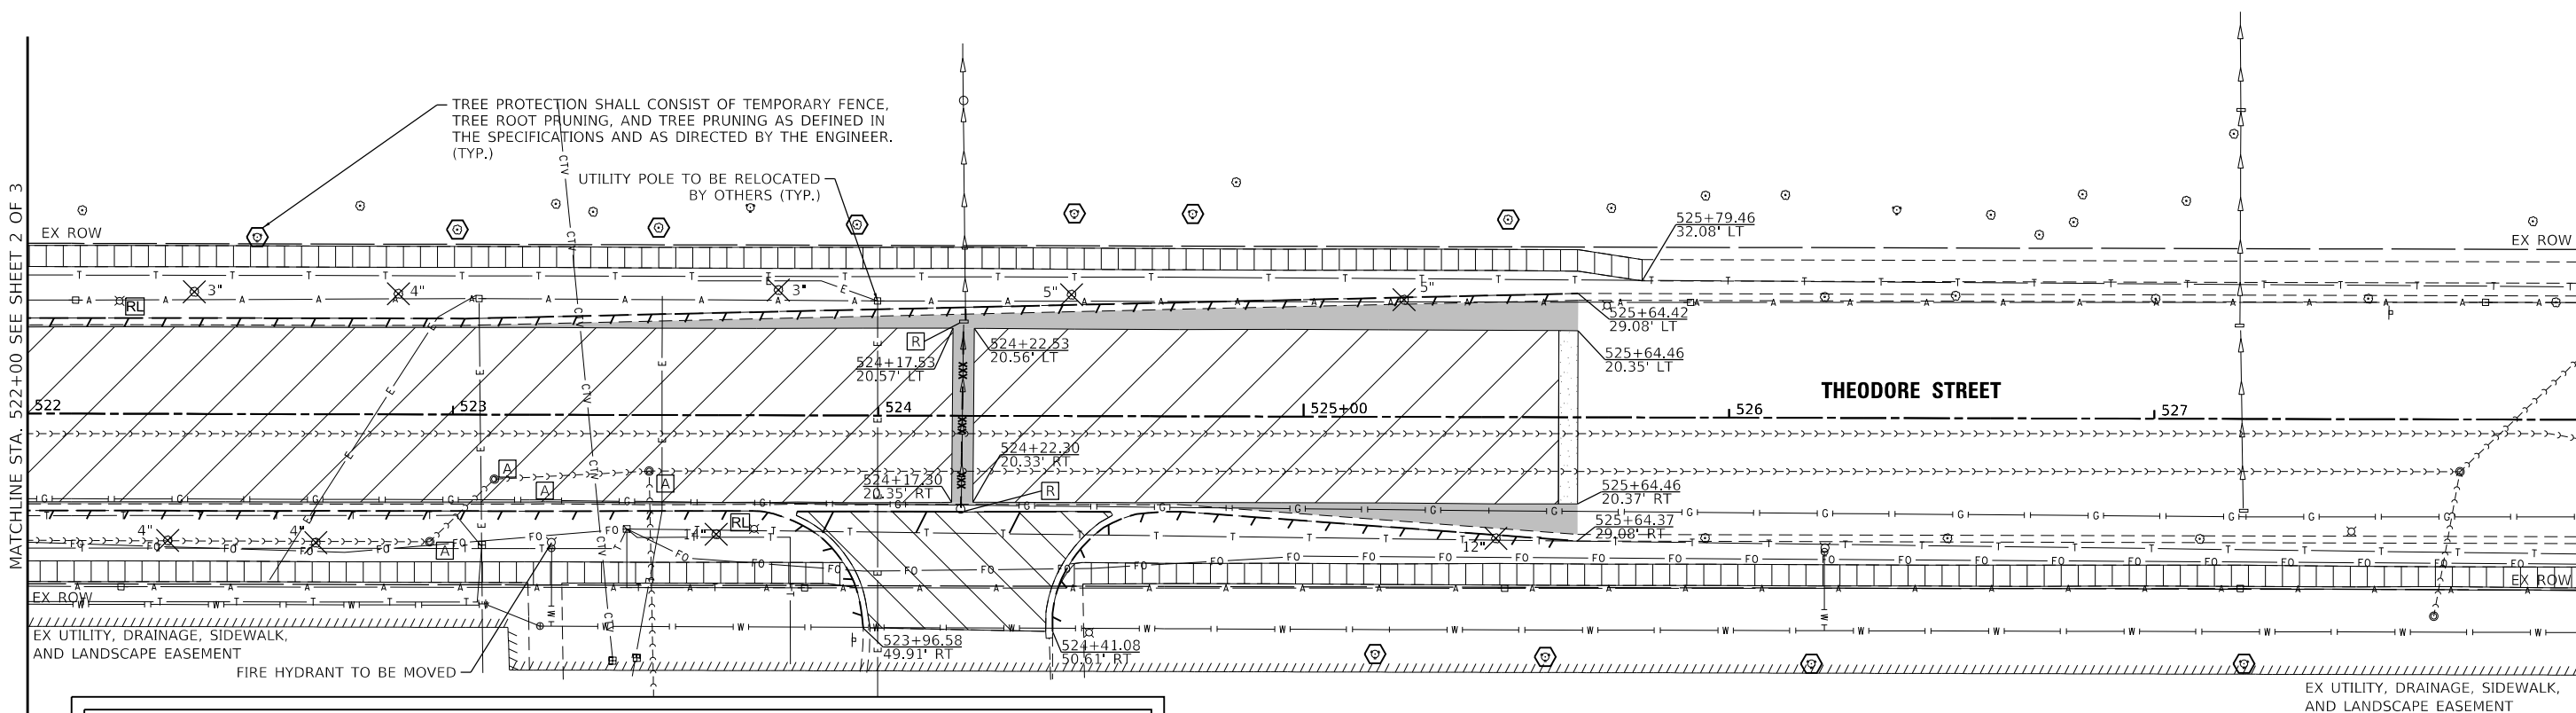 TREE PROTECTION SHALL CONSIST OF TEMPORARY FENCE,
TREE ROOT PRUNING, AND TREE PRUNING AS DEFINED IN
THE SPECIFICATIONS AND AS DIRECTED BY THE ENGINEER.
(TYP.)
UTILITY POLE TO BE RELOCATED
BY OTHERS (TYP.)
MATCHLINE STA. 522+00 SEE SHEET 2 OF 3
EX ROW
525+79.46
32.08' LT
EX ROW
3"
4"
3"
5"
5"
RL
525+64.42
29.08' LT
R
524+22.53
20.56' LT
524+17.53
20.57' LT
525+64.46
20.35' LT
THEODORE STREET
522
523
524
525+00
526
527
524+22.30
20.33' RT
A
A
A
524+17.30
20.35' RT
R
525+64.46
20.37' RT
525+64.37
29.08' RT
4"
4"
A
14"
RL
12"
EX ROW
EX ROW
EX UTILITY, DRAINAGE, SIDEWALK,
AND LANDSCAPE EASEMENT
523+96.58
49.91' RT
524+41.08
50.61' RT
FIRE HYDRANT TO BE MOVED
EX UTILITY, DRAINAGE, SIDEWALK,
AND LANDSCAPE EASEMENT